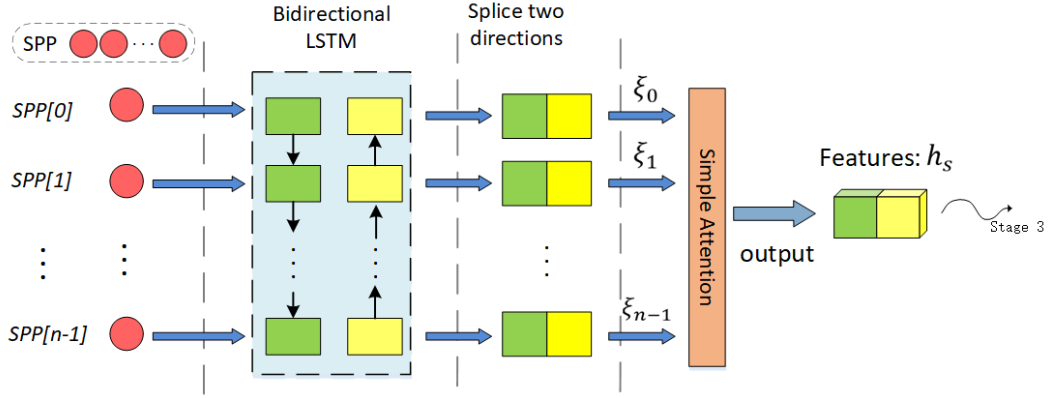 Bidirectional
LSTM
Splice two
directions
SPP
SPP[0]
SPP[1]
SPP[n-1]
ξ₀
ξ₁
ξₙ₋₁
Simple Attention
output
Features: hₛ
Stage 3